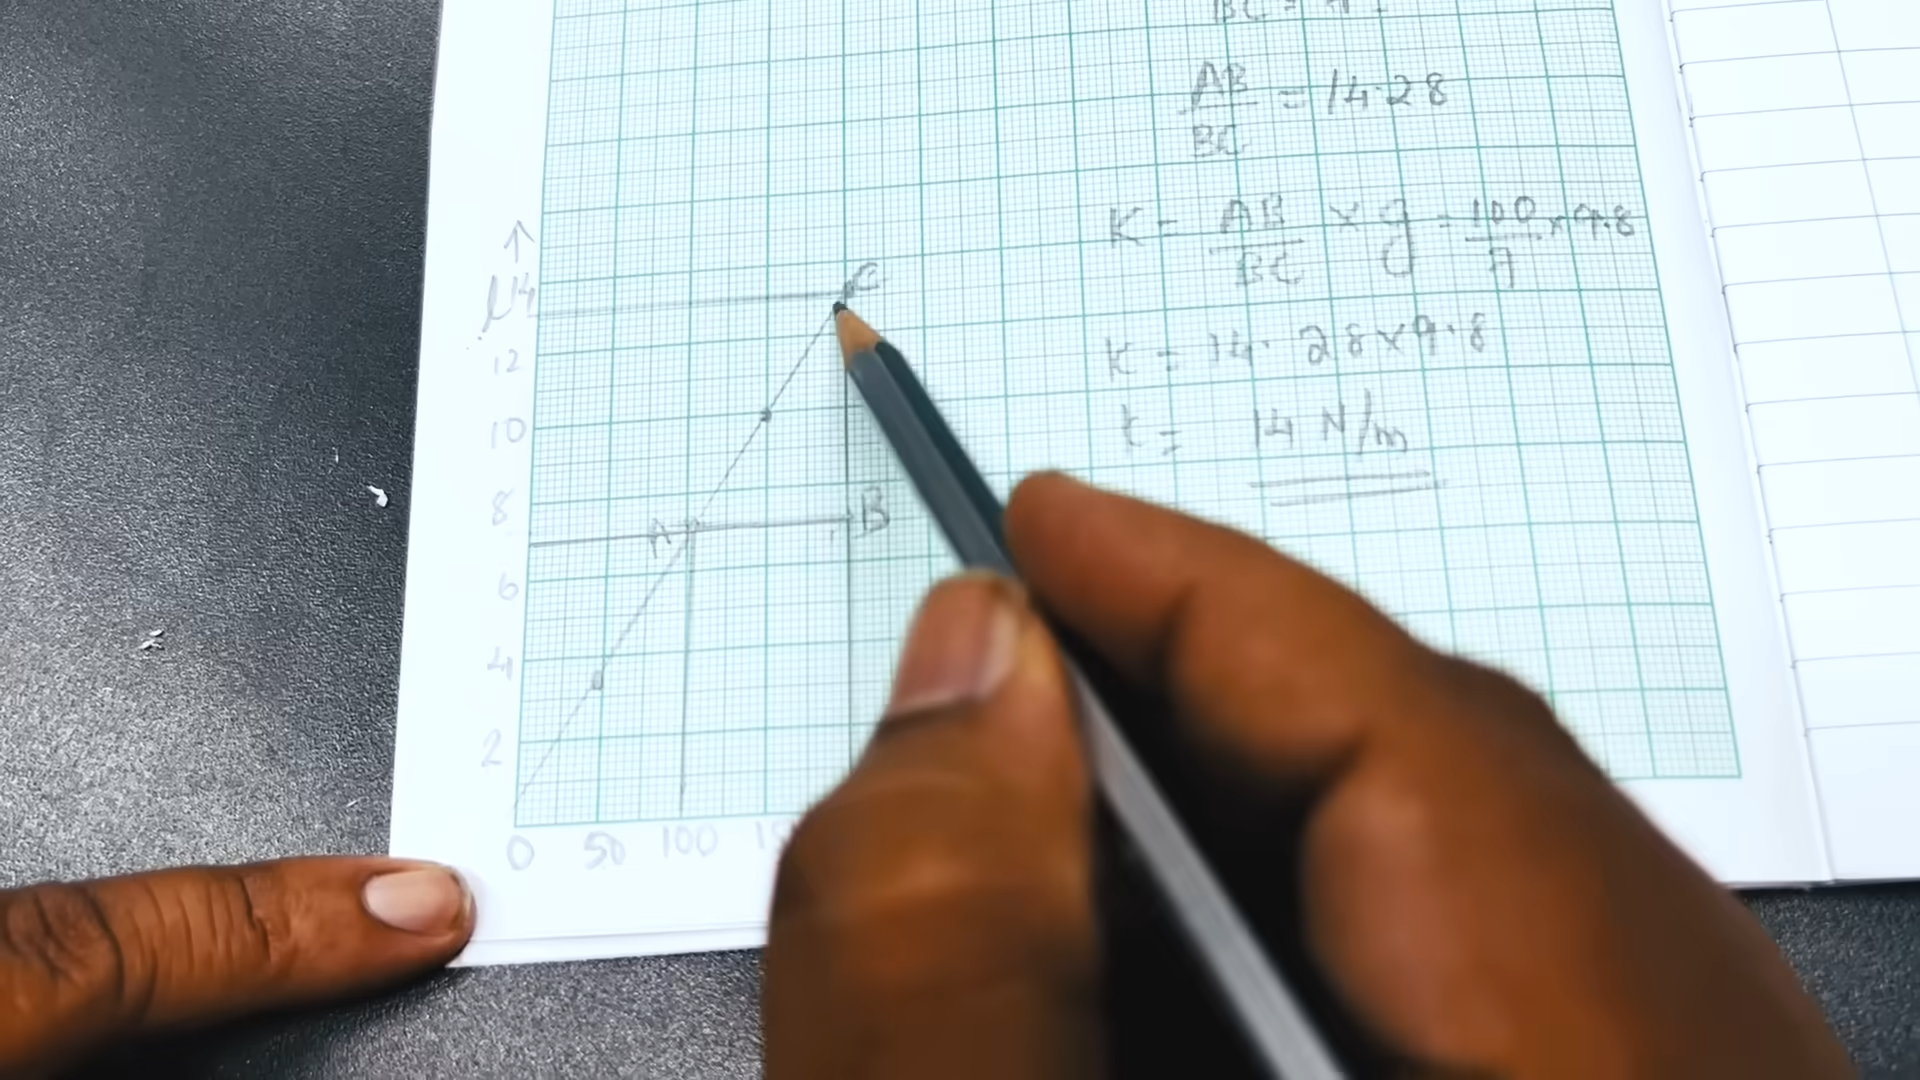 AB/BC = 14.28
K = AB/BC x g = 100/7 x 9.8
K = 14.28 x 9.8
= 14 N/m
C
14
12
10
8
A B
6
4
2
0 50 100